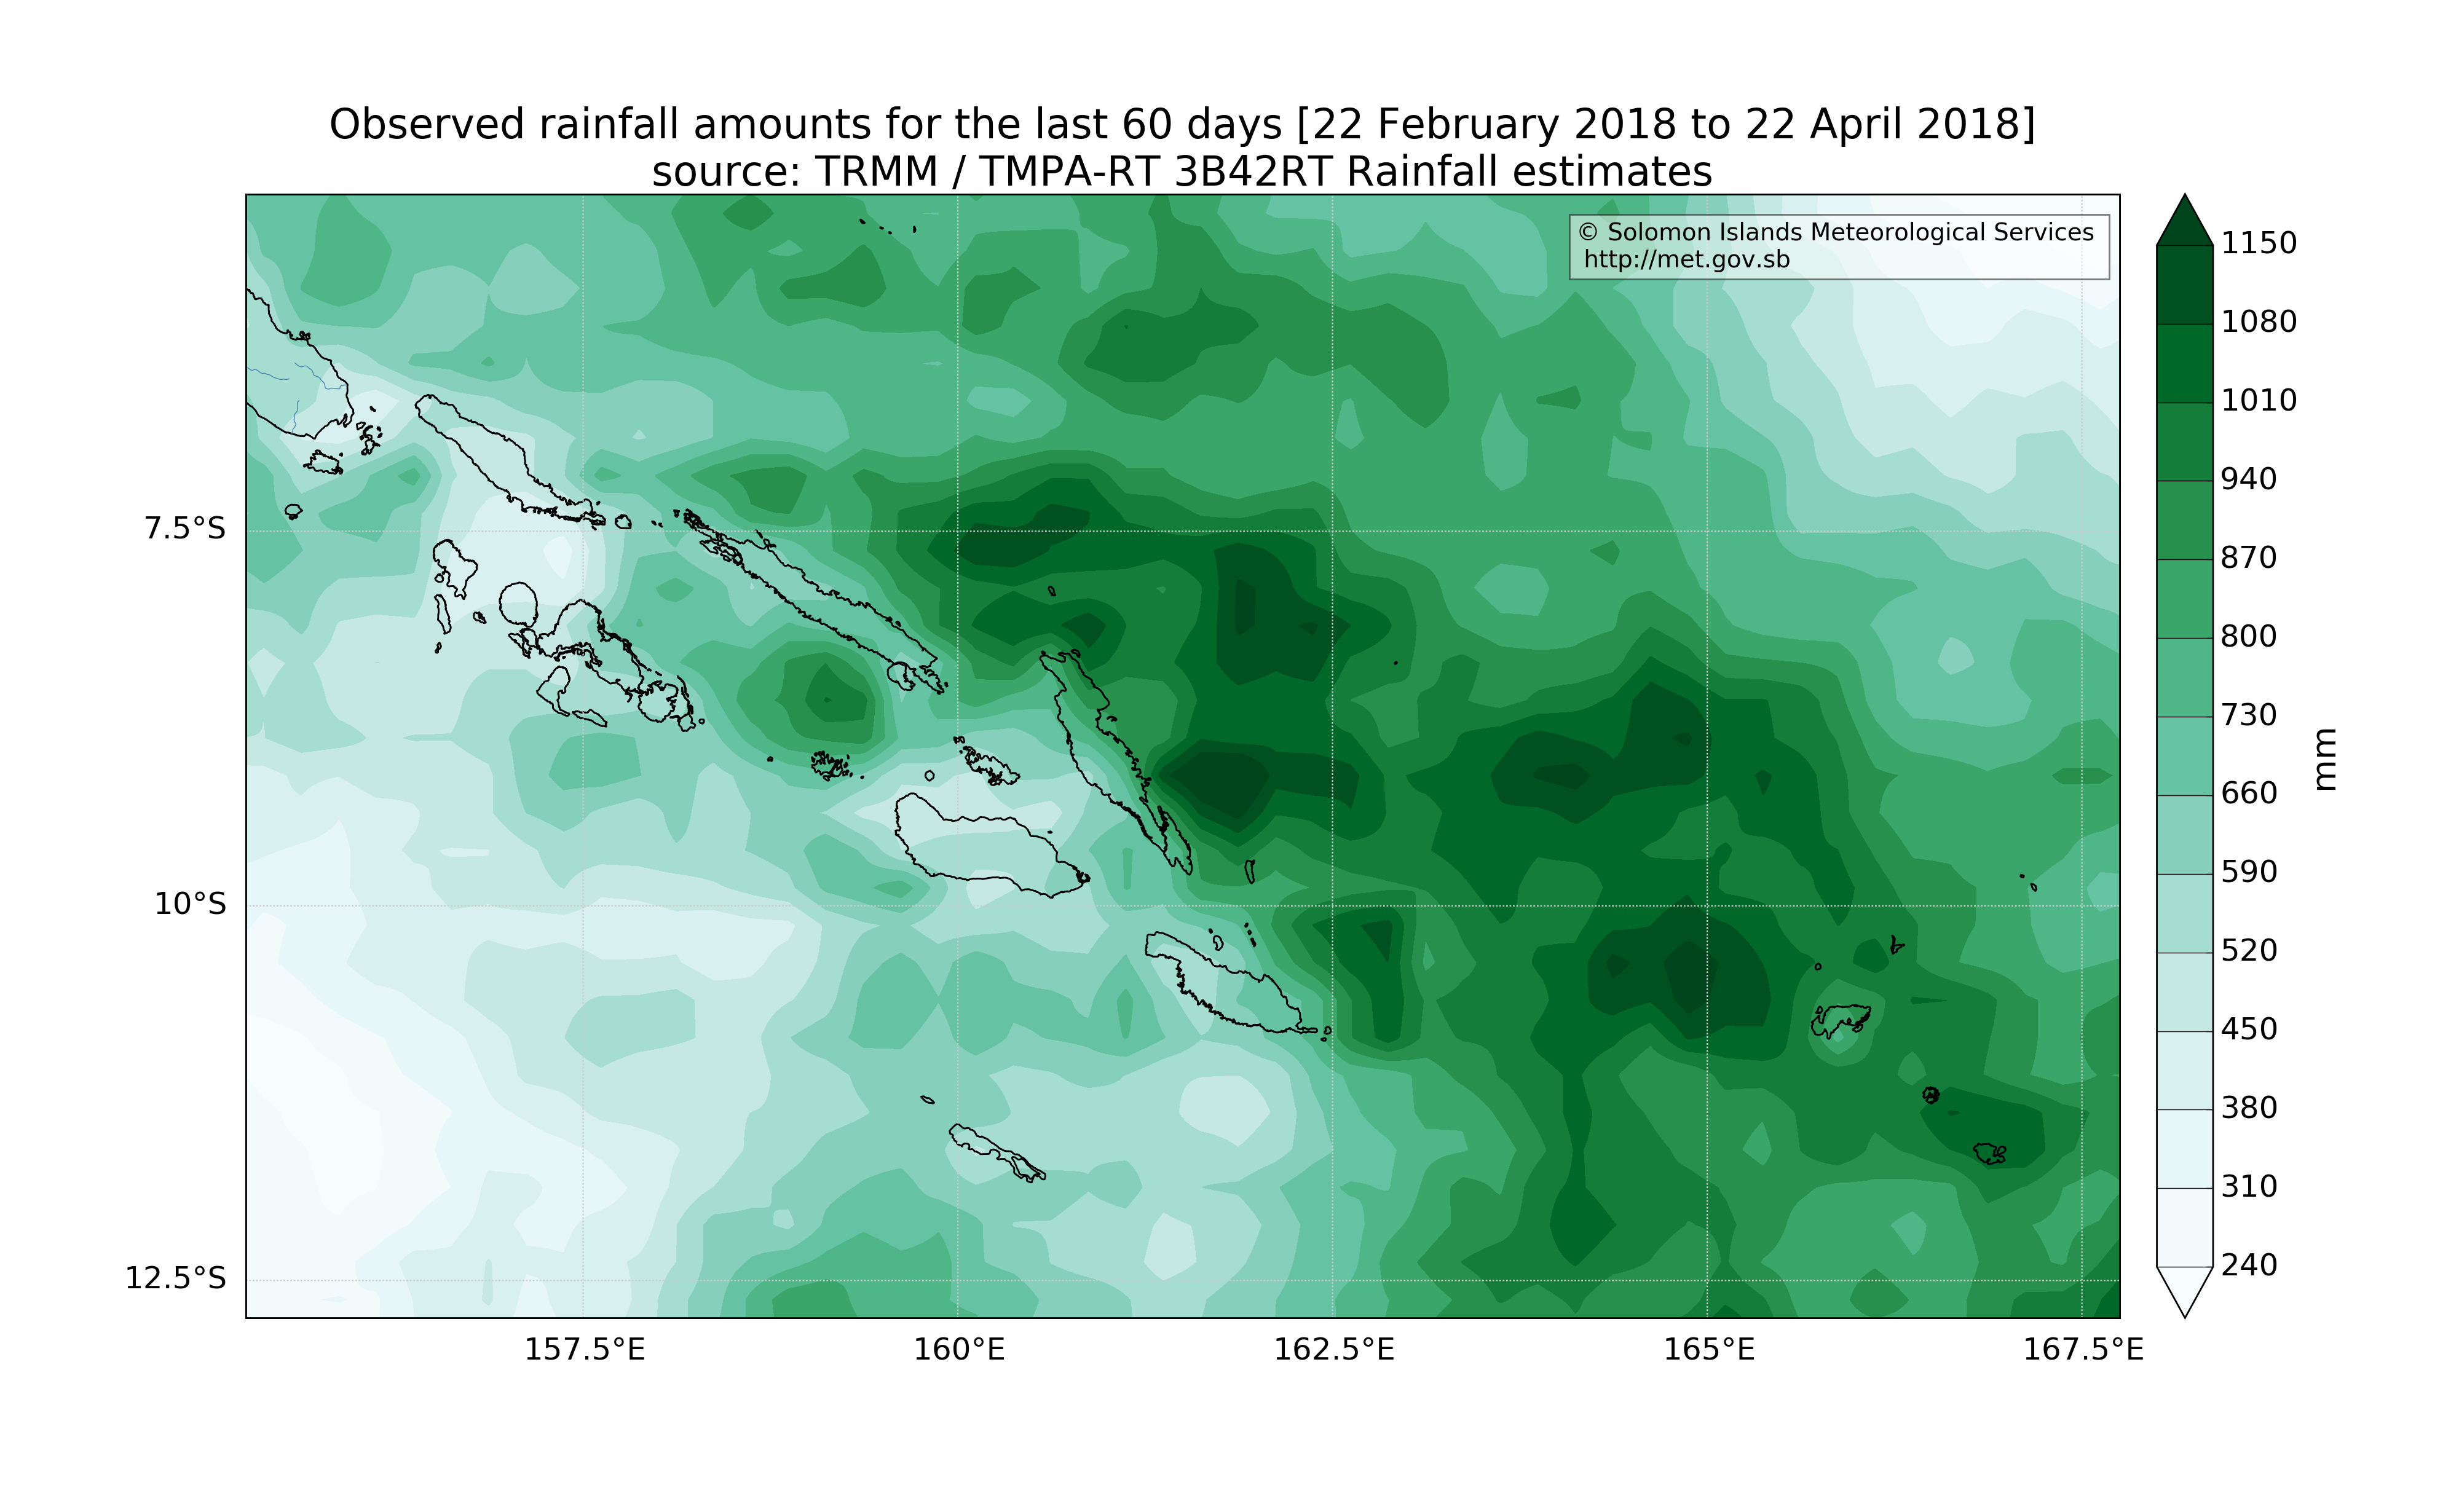 Observed rainfall amounts for the last 60 days [22 February 2018 to 22 April 2018]
source: TRMM / TMPA-RT 3B42RT Rainfall estimates
© Solomon Islands Meteorological Services
http://met.gov.sb
7.5°S
10°S
12.5°S
157.5°E
160°E
162.5°E
165°E
167.5°E
1150
1080
1010
940
870
800
730
660
590
520
450
380
310
240
mm